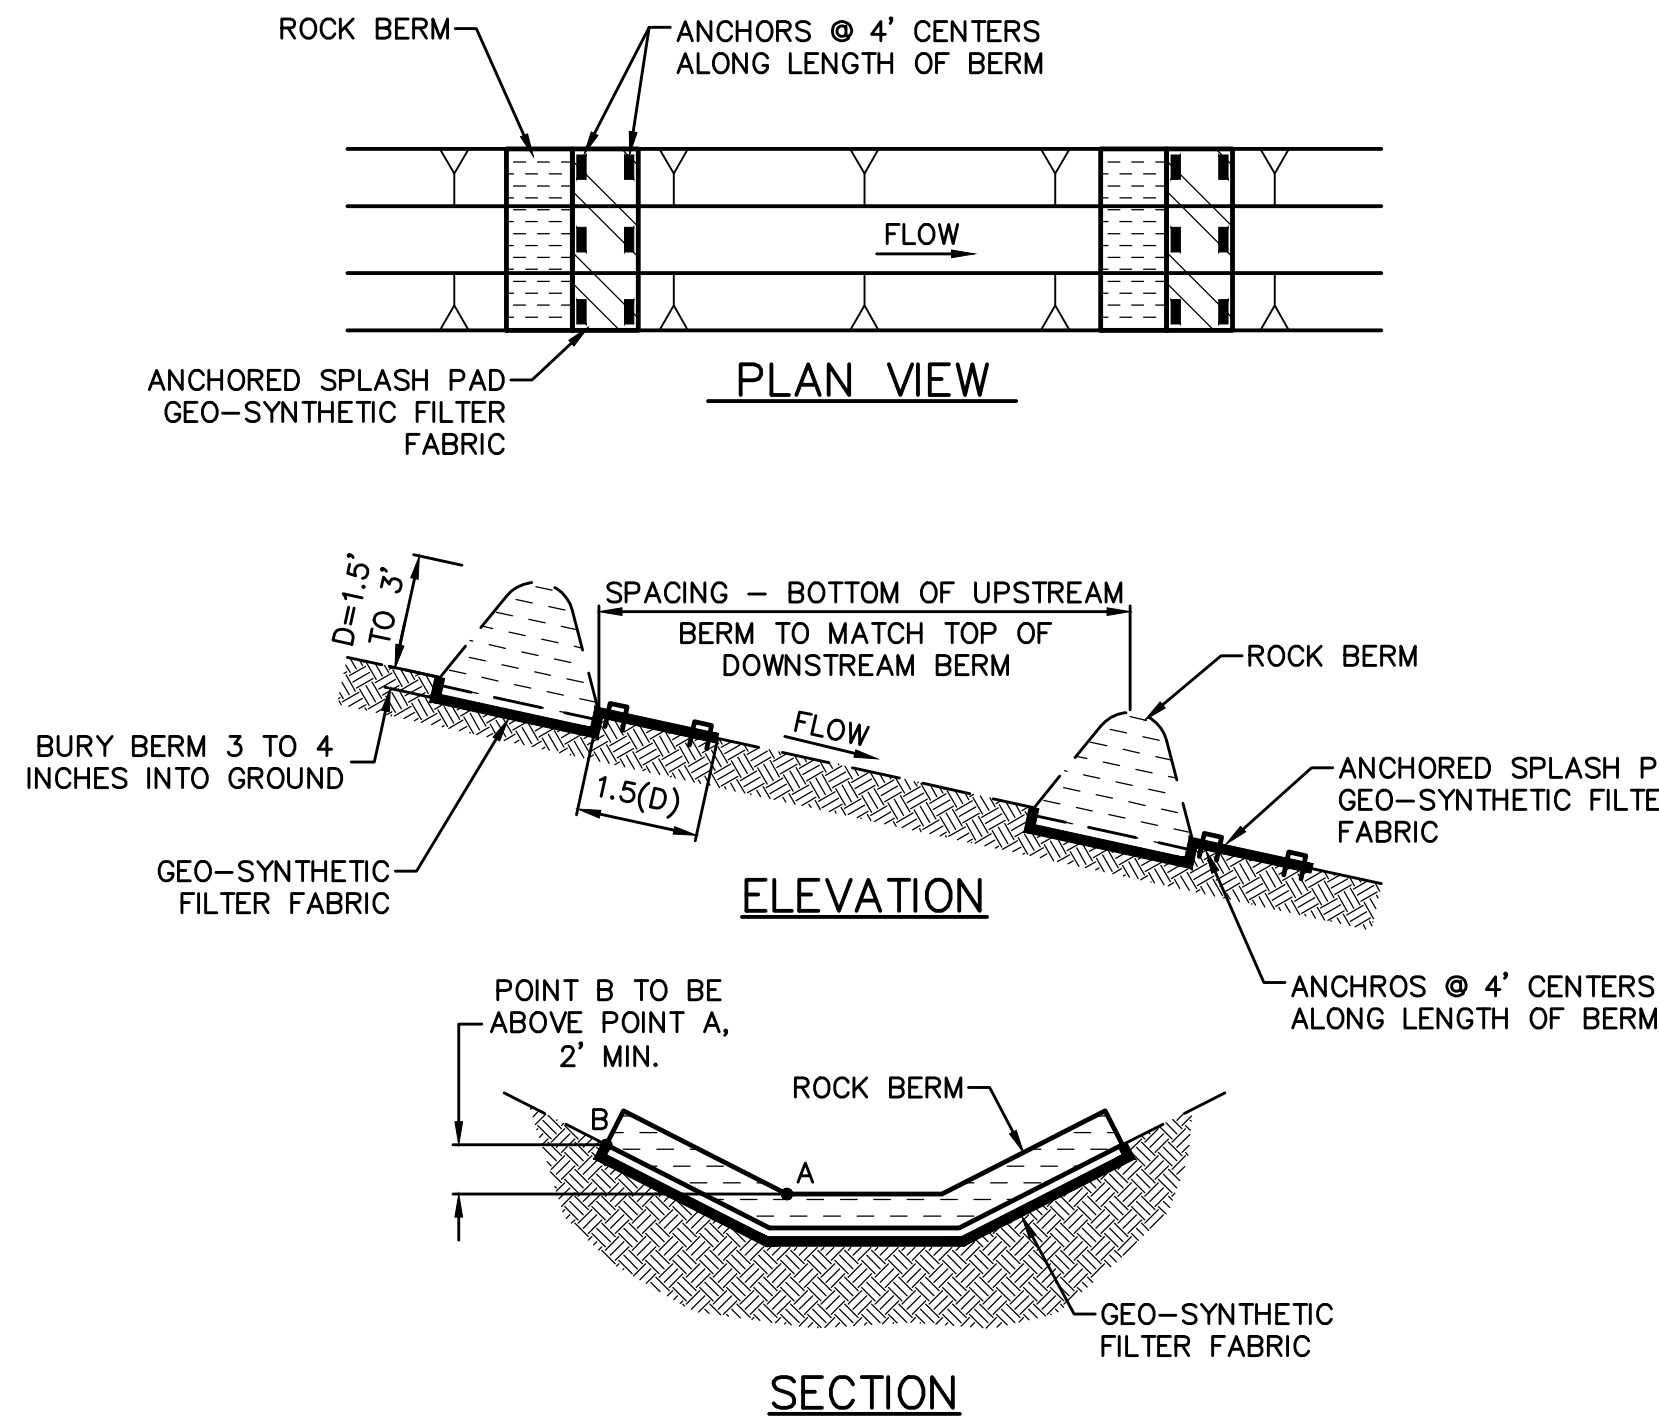 ROCK BERM
ANCHORS @ 4' CENTERS
ALONG LENGTH OF BERM
FLOW
ANCHORED SPLASH PAD
GEO-SYNTHETIC FILTER
FABRIC
PLAN VIEW
D=1.5'
TO 3'
SPACING - BOTTOM OF UPSTREAM
BERM TO MATCH TOP OF
DOWNSTREAM BERM
ROCK BERM
FLOW
BURY BERM 3 TO 4
INCHES INTO GROUND
1.5(D)
ANCHORED SPLASH P
GEO-SYNTHETIC FILTE
FABRIC
GEO-SYNTHETIC
FILTER FABRIC
ELEVATION
ANCHROS @ 4' CENTERS
ALONG LENGTH OF BERM
POINT B TO BE
ABOVE POINT A,
2' MIN.
ROCK BERM
B
A
GEO-SYNTHETIC
FILTER FABRIC
SECTION